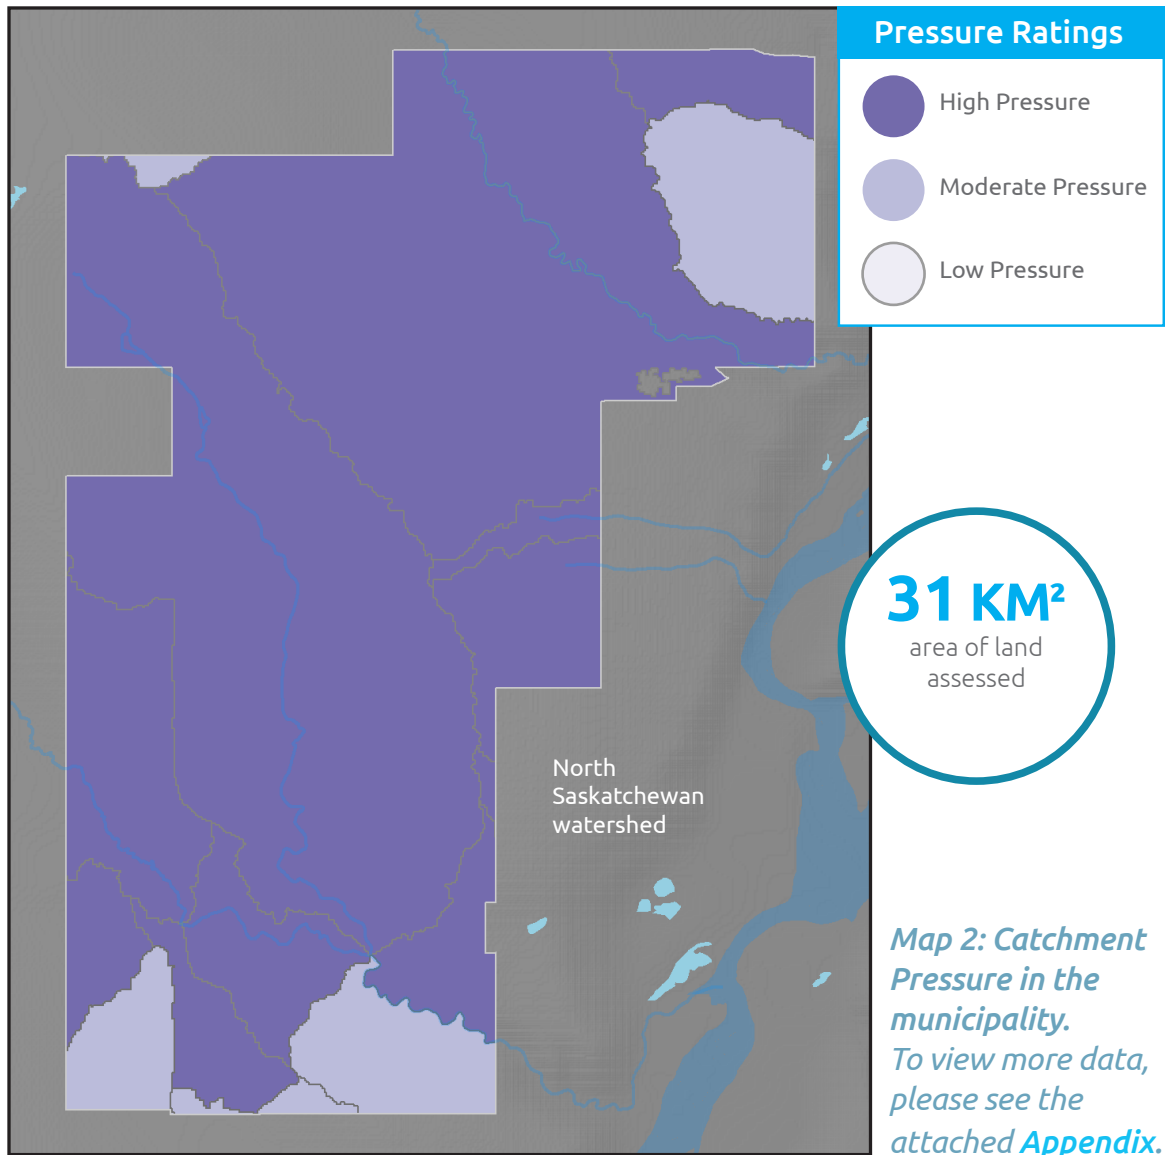 Pressure Ratings
High Pressure
Moderate Pressure
Low Pressure
31 KM²
area of land
assessed
North
Saskatchewan
watershed
Map 2: Catchment
Pressure in the
municipality.
To view more data,
please see the
attached Appendix.